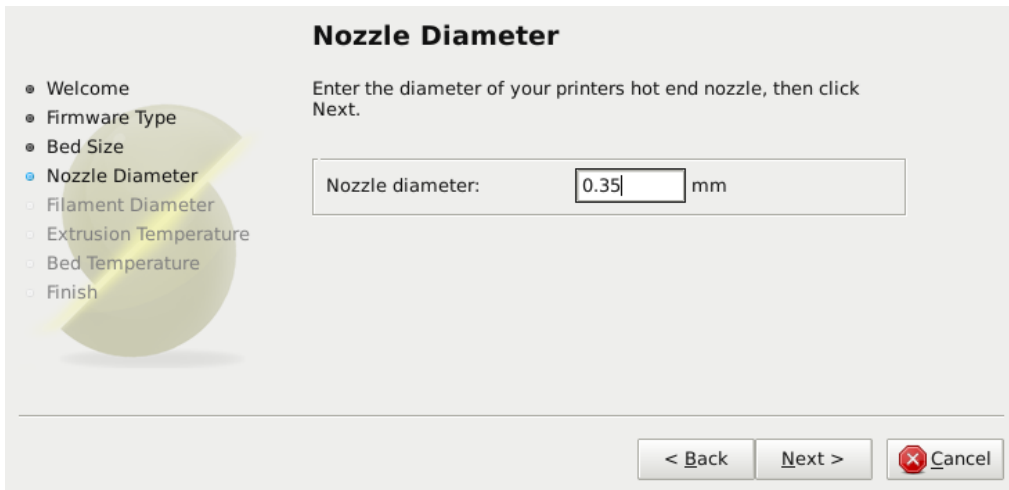 Nozzle Diameter
Welcome
Firmware Type
Bed Size
Nozzle Diameter
Filament Diameter
Extrusion Temperature
Bed Temperature
Finish
Enter the diameter of your printers hot end nozzle, then click
Next.
Nozzle diameter: 0.35 mm
< Back Next > Cancel